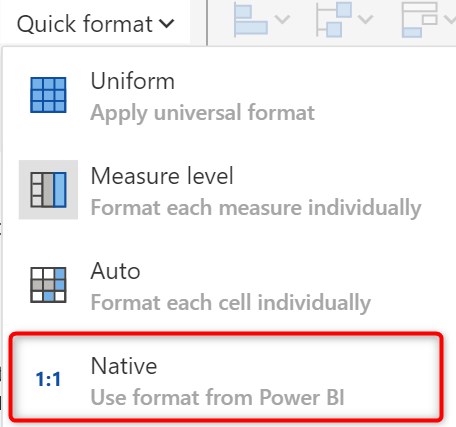 Quick format
Uniform
Apply universal format
Measure level
Format each measure individually
Auto
Format each cell individually
1:1
Native
Use format from Power BI